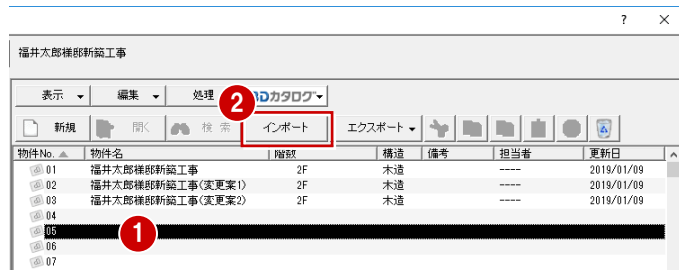 ? ×
福井太郎様邸新築工事
表示 編集 処理 3Dカタログ
2
新規 開く 検索 インポート エクスポート
物件No. 物件名 階数 構造 備考 担当者 更新日
01 福井太郎様邸新築工事 2F 木造 ---- 2019/01/09
02 福井太郎様邸新築工事(変更案1) 2F 木造 ---- 2019/01/09
03 福井太郎様邸新築工事(変更案2) 2F 木造 ---- 2019/01/09
04
05
1
06
07